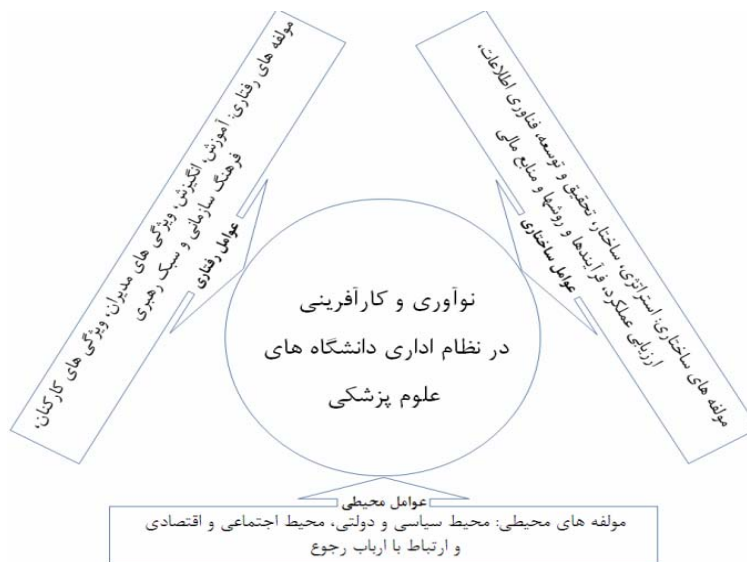 مولفه های ساختاری: استراتژی، ساختار، تحقیق و توسعه، فناوری اطلاعات،
ارزیابی عملکرد، فرآیندها و روشها و منابع مالی
عوامل ساختاری
مولفه های رفتاری: آموزش، انگیزش، ویژگی های مدیران، ویژگی های کارکنان،
فرهنگ سازمانی و سبک رهبری
عوامل رفتاری
نوآوری و کارآفرینی
در نظام اداری دانشگاه های
علوم پزشکی
عوامل محیطی
مولفه های محیطی: محیط سیاسی و دولتی، محیط اجتماعی و اقتصادی
و ارتباط با ارباب رجوع